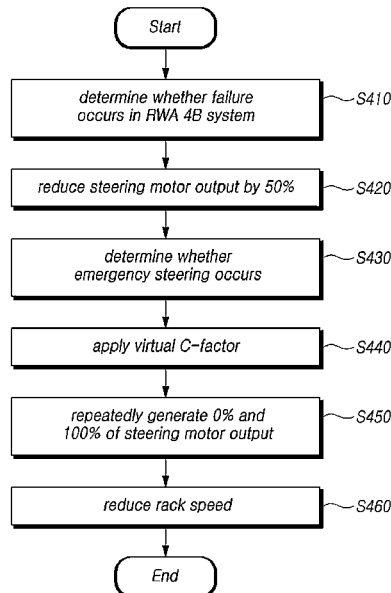 Start
determine whether failure
occurs in RWA 4B system
S410
reduce steering motor output by 50%
S420
determine whether
emergency steering occurs
S430
apply virtual C-factor
S440
repeatedly generate 0% and
100% of steering motor output
S450
reduce rack speed
S460
End